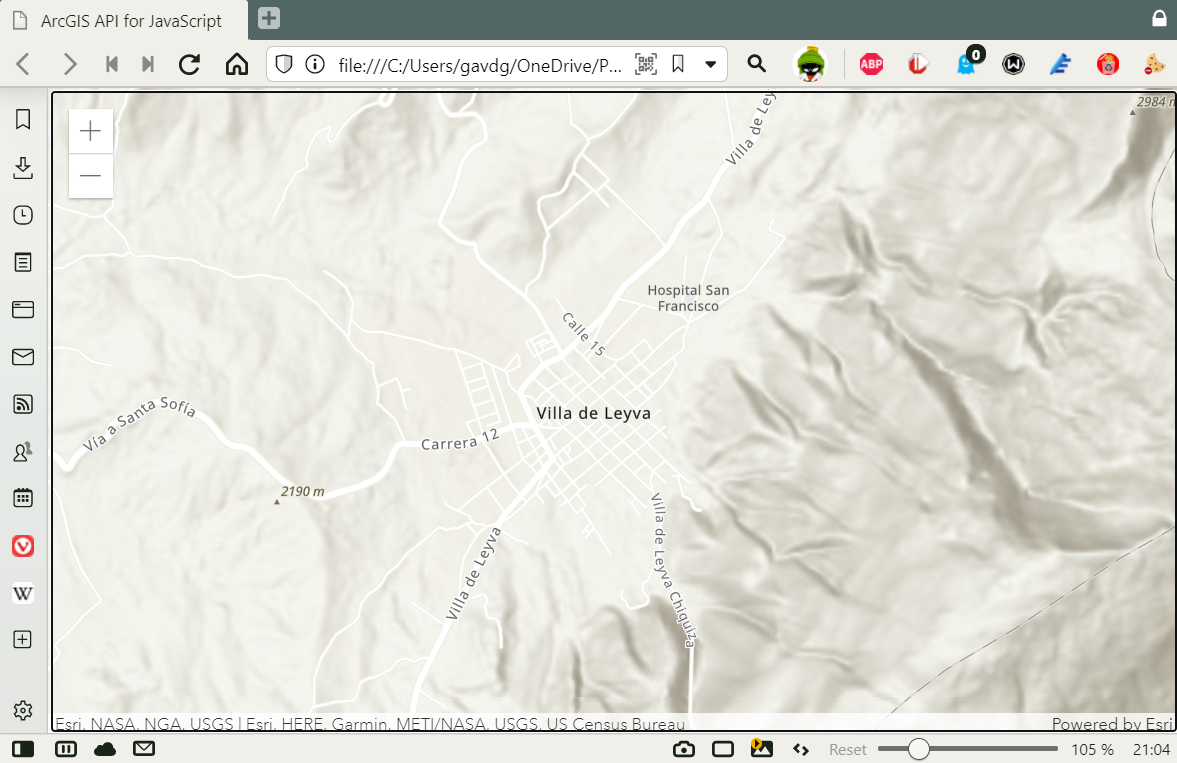 ArcGIS API for JavaScript
file:///C:/Users/gavdg/OneDrive/P...
ABP
0
W
2984 m
Villa de Ley
Hospital San
Francisco
Calle 15
Villa de Leyva
Vía a Santa Sofía
Carrera 12
2190 m
Villa de Leyva
Villa de Leyva Chiquiza
W
Esri, NASA, NGA, USGS | Esri, HERE, Garmin, METI/NASA, USGS, US Census Bureau
Powered by Esri
Reset
105 %
21:04